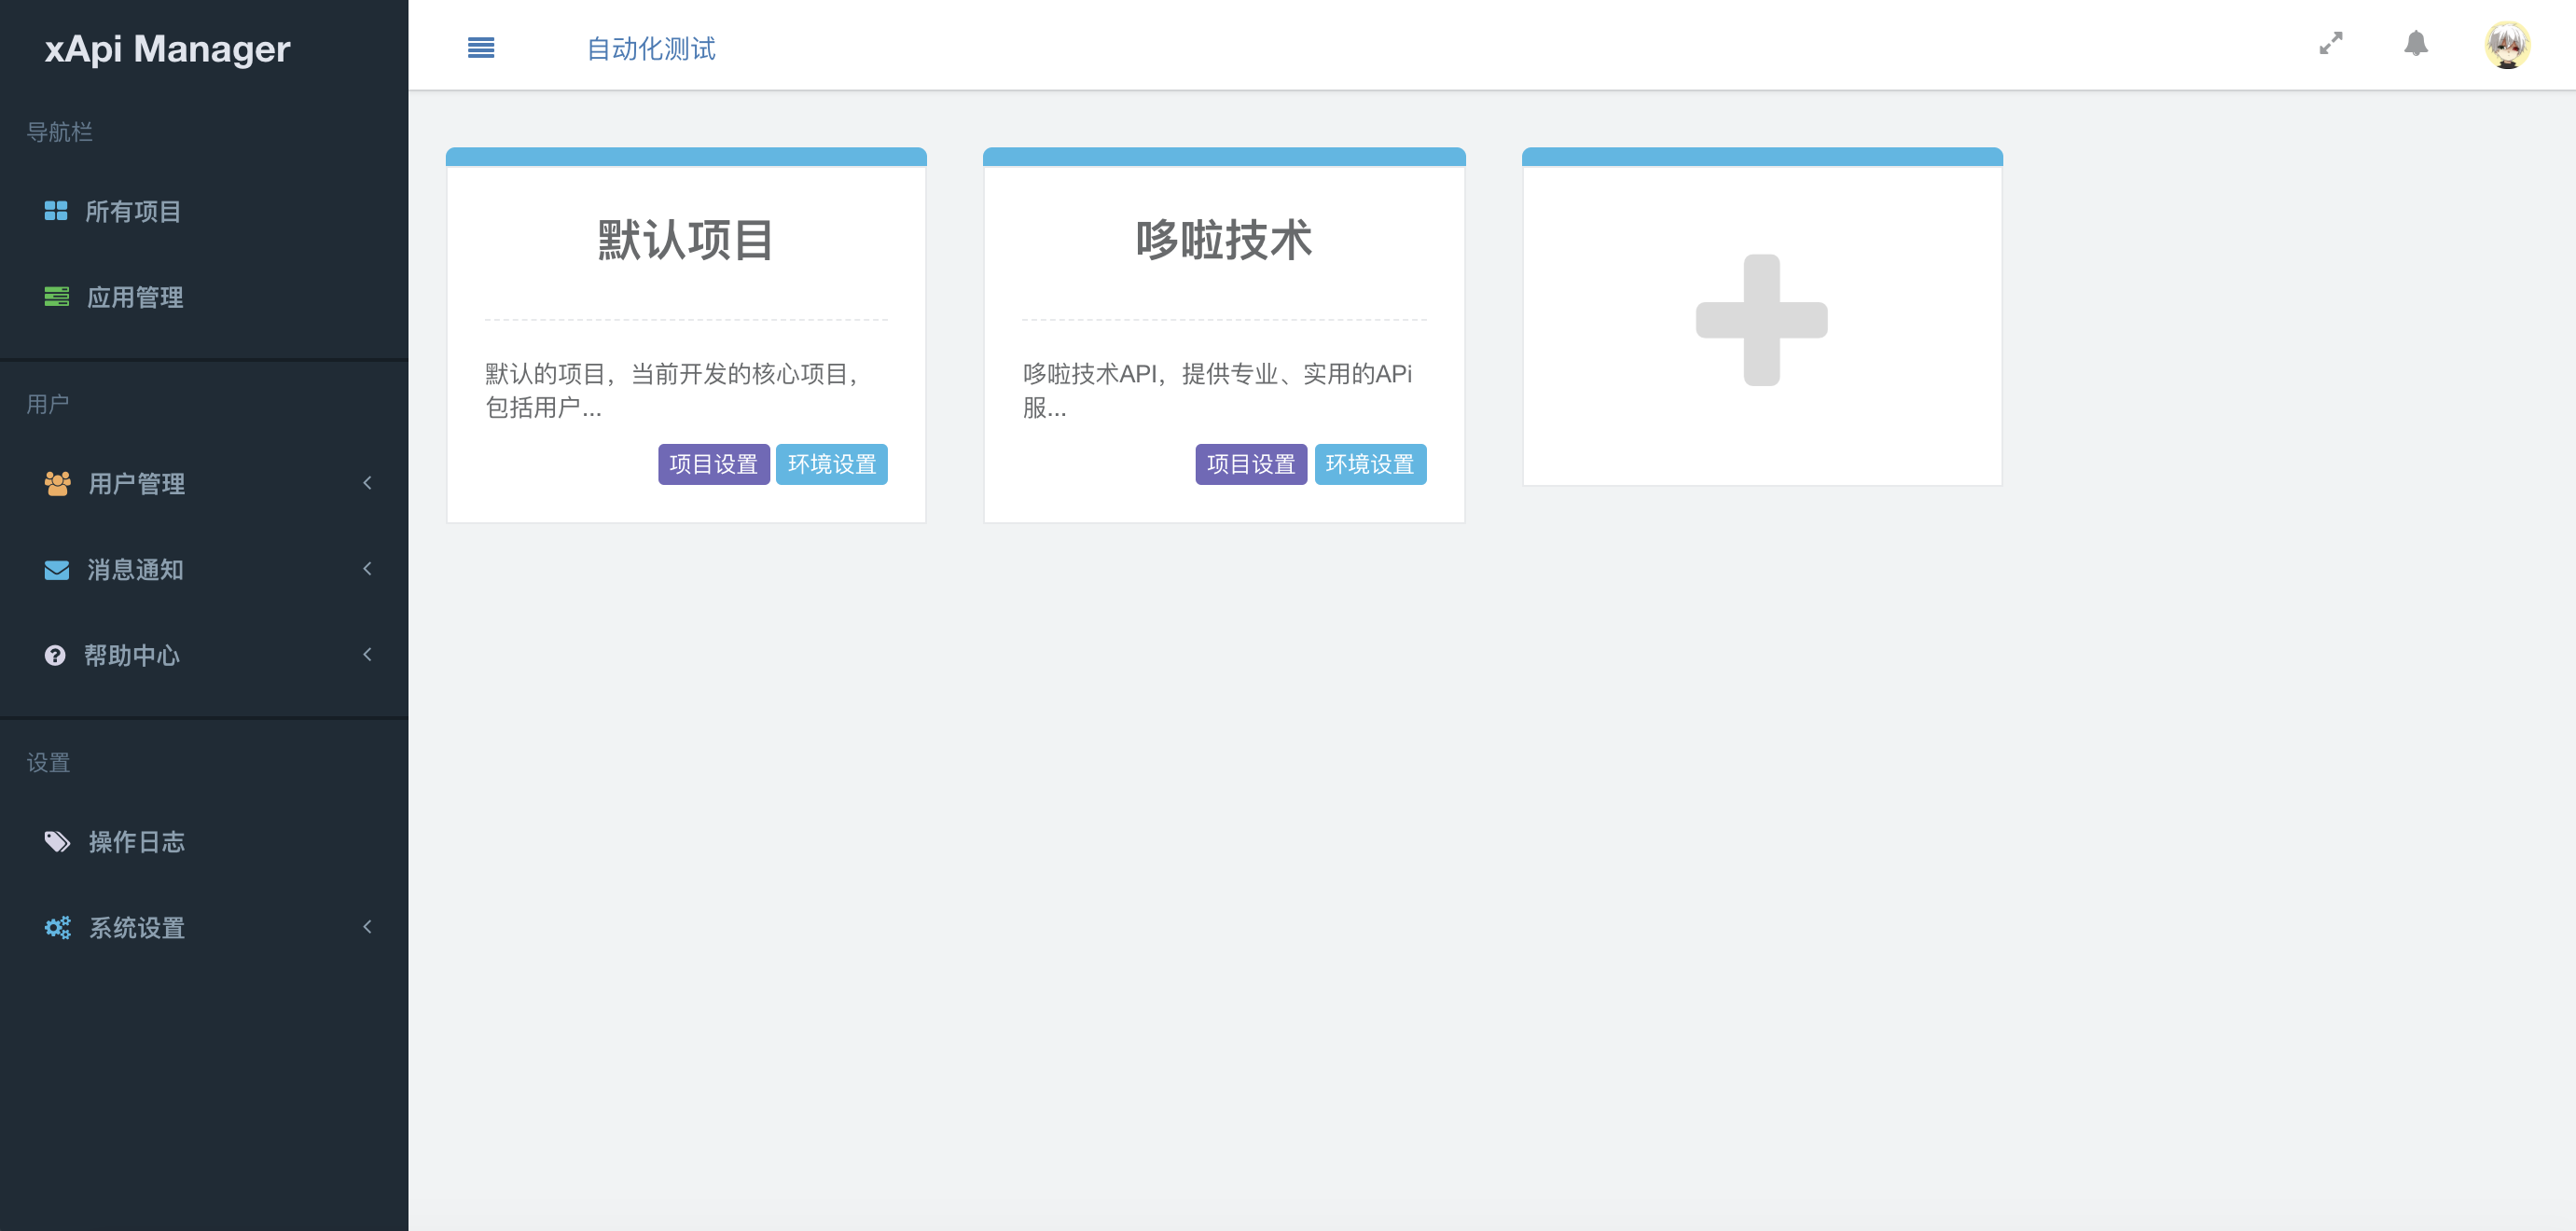 xApi Manager
导航栏
所有项目
应用管理
用户
用户管理
消息通知
帮助中心
设置
操作日志
系统设置
自动化测试
默认项目
默认的项目，当前开发的核心项目，
包括用户...
项目设置 环境设置
哆啦技术
哆啦技术API，提供专业、实用的APi
服...
项目设置 环境设置